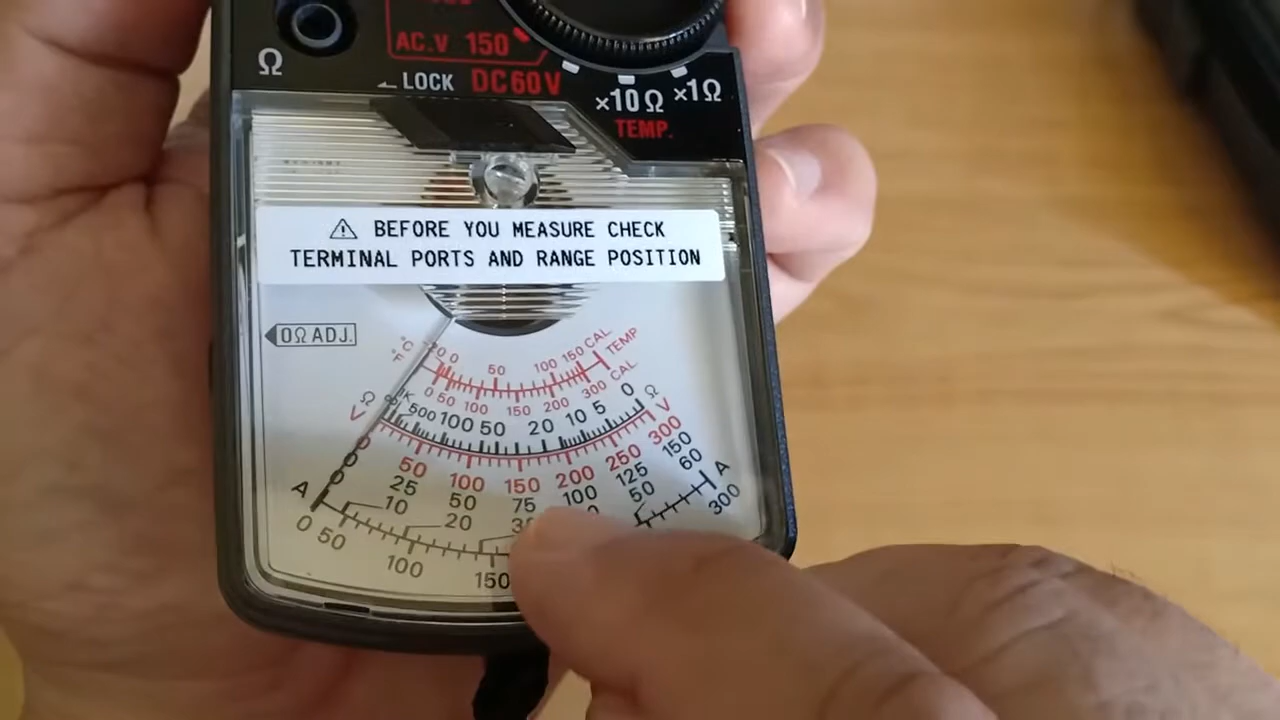 Ω
AC.V 150
LOCK DC60V
×10Ω ×1Ω
TEMP.
⚠ BEFORE YOU MEASURE CHECK
TERMINAL PORTS AND RANGE POSITION
0Ω ADJ.
°C 20 0 50 100 150 CAL TEMP
°F 0 50 100 150 200 300 CAL
Ω ∞ 1K 500 100 50 20 10 5 0 Ω
V 0 50 100 150 200 250 300 V
0 25 50 75 100 125 150
0 10 20 50 60
A A
0 50 100 150 300